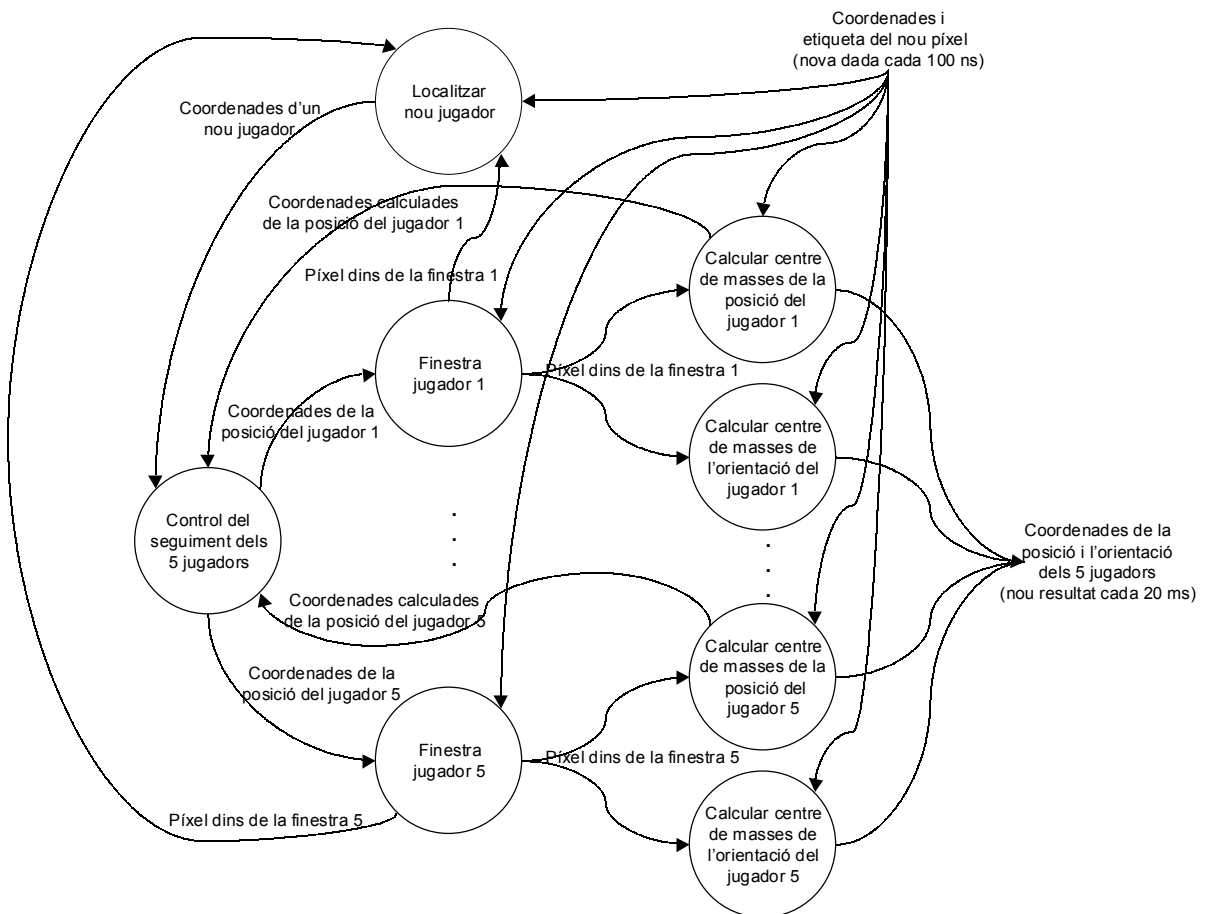 Coordenades i
etiqueta del nou píxel
(nova dada cada 100 ns)
Localitzar
nou jugador
Coordenades d'un
nou jugador
Coordenades calculades
de la posició del jugador 1
Píxel dins de la finestra 1
Calcular centre
de masses de la
posició del
jugador 1
Finestra
jugador 1
Píxel dins de la finestra 1
Coordenades de la
posició del jugador 1
Calcular centre
de masses de
l'orientació del
jugador 1
Control del
seguiment dels
5 jugadors
.
.
.
.
.
.
Coordenades de la
posició i l'orientació
dels 5 jugadors
(nou resultat cada 20 ms)
Coordenades calculades
de la posició del jugador 5
Calcular centre
de masses de la
posició del
jugador 5
Coordenades de la
posició del jugador 5
Finestra
jugador 5
Píxel dins de la finestra 5
Píxel dins de la finestra 5
Calcular centre
de masses de
l'orientació del
jugador 5